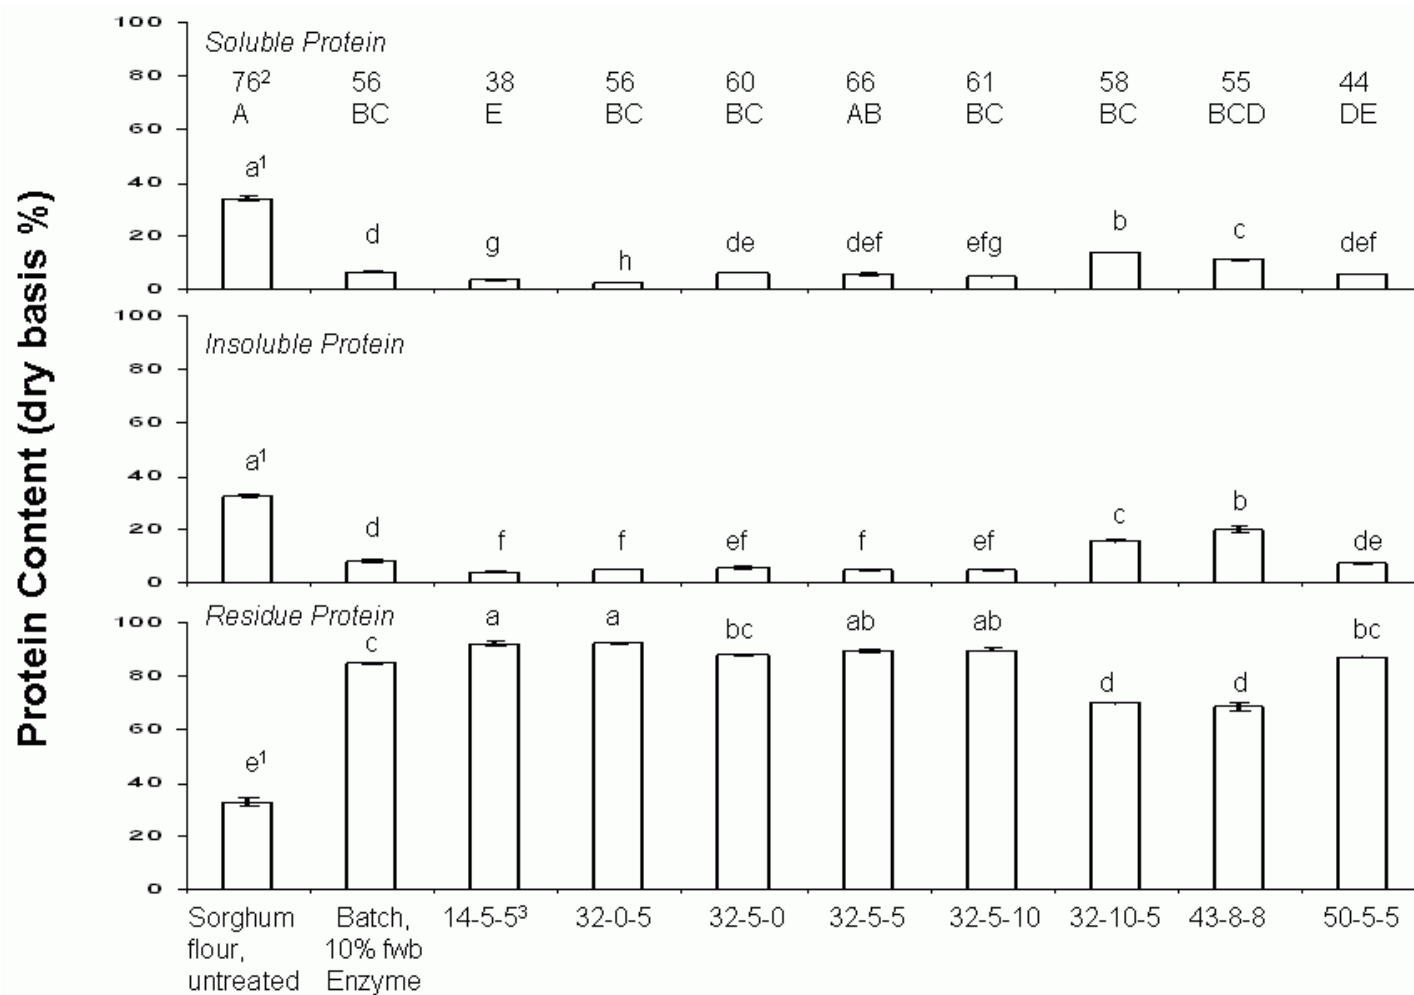 Protein Content (dry basis %)
100
Soluble Protein
80
76² 56 38 56 60 66 61 58 55 44
A BC E BC BC AB BC BC BCD DE
60
a¹
40
d g h de def efg b c def
20
0
100
Insoluble Protein
80
60
a¹
40
d f f ef f ef c b de
20
0
Residue Protein
100
c a a bc ab ab d d bc
80
60
e¹
40
20
0
Sorghum
flour,
untreated
Batch,
10% fwb
Enzyme
14-5-5³ 32-0-5 32-5-0 32-5-5 32-5-10 32-10-5 43-8-8 50-5-5